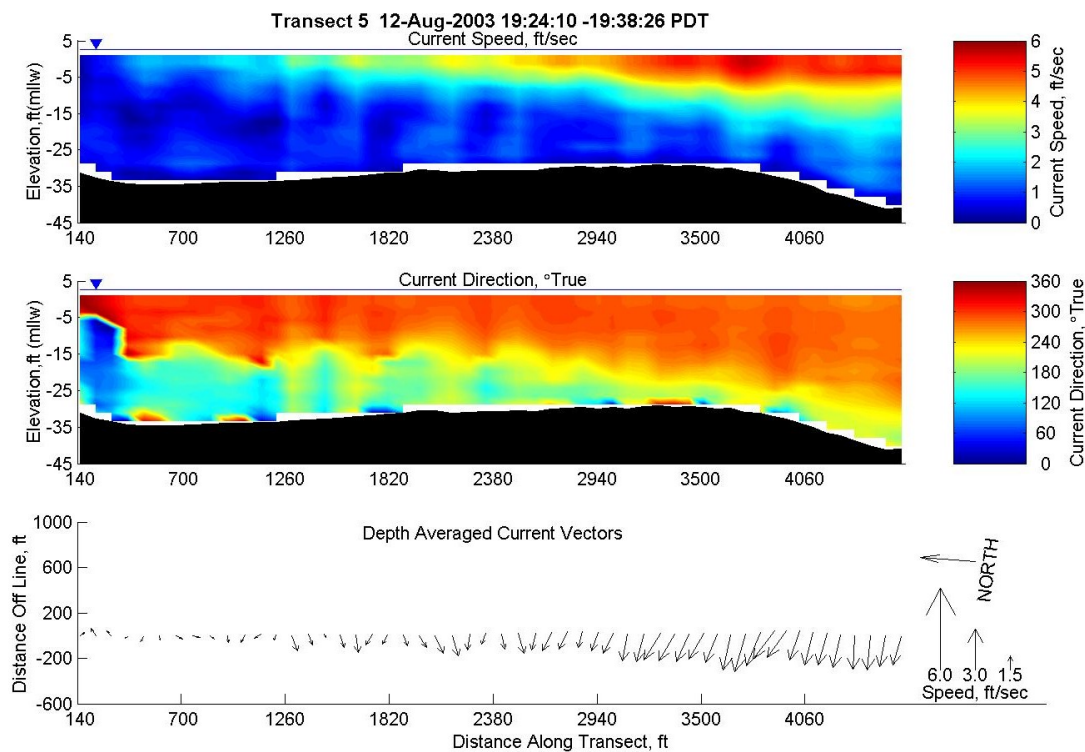 Transect 5 12-Aug-2003 19:24:10 -19:38:26 PDT
Current Speed, ft/sec
Elevation,ft(mllw)
5
-5
-15
-25
-35
-45
140 700 1260 1820 2380 2940 3500 4060
6
5
4
3
2
1
0
Current Speed, ft/sec
Current Direction, °True
Elevation,ft (mllw)
5
-5
-15
-25
-35
-45
140 700 1260 1820 2380 2940 3500 4060
360
300
240
180
120
60
0
Current Direction, °True
Depth Averaged Current Vectors
Distance Off Line, ft
1000
600
200
-200
-600
140 700 1260 1820 2380 2940 3500 4060
Distance Along Transect, ft
NORTH
6.0 3.0 1.5
Speed, ft/sec